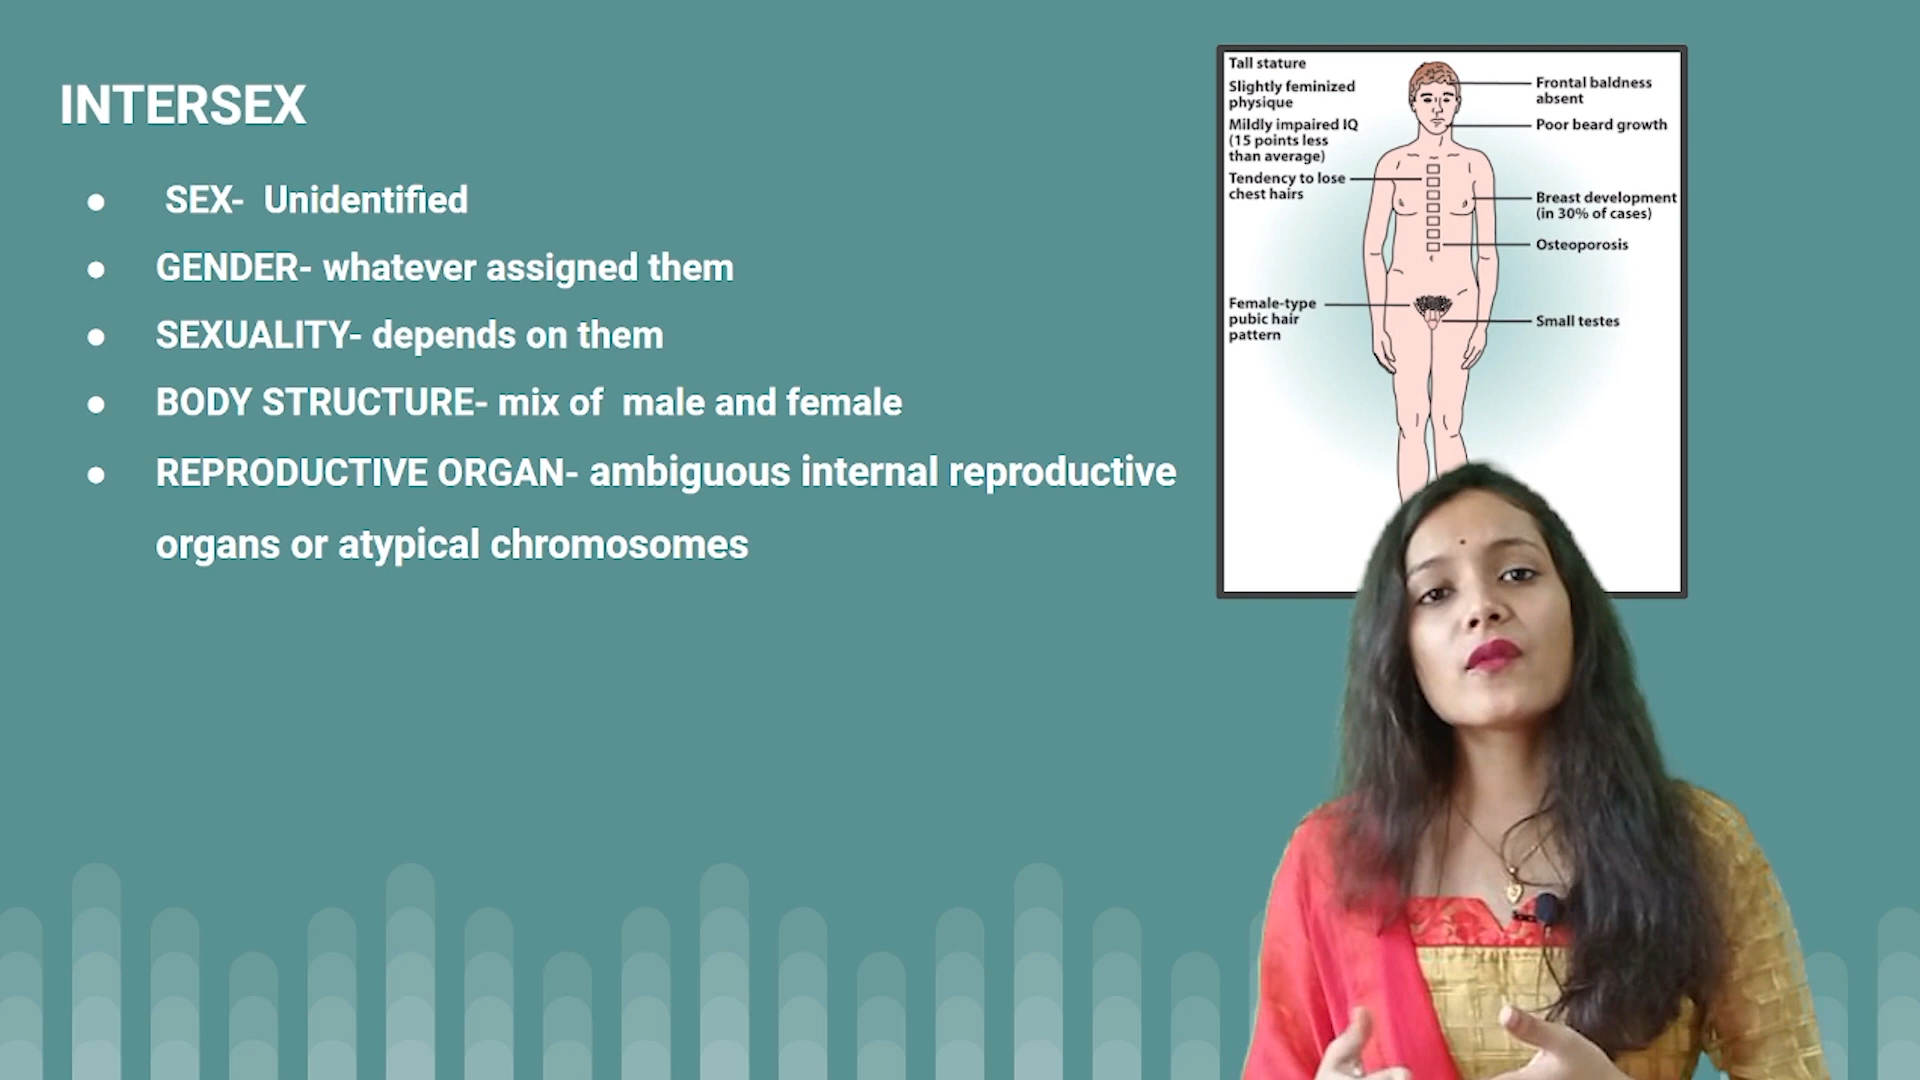 INTERSEX
● SEX- Unidentified
● GENDER- whatever assigned them
● SEXUALITY- depends on them
● BODY STRUCTURE- mix of male and female
● REPRODUCTIVE ORGAN- ambiguous internal reproductive
organs or atypical chromosomes
Tall stature
Slightly feminized
physique
Mildly impaired IQ
(15 points less
than average)
Tendency to lose
chest hairs
Female-type
pubic hair
pattern
Frontal baldness
absent
Poor beard growth
Breast development
(in 30% of cases)
Osteoporosis
Small testes